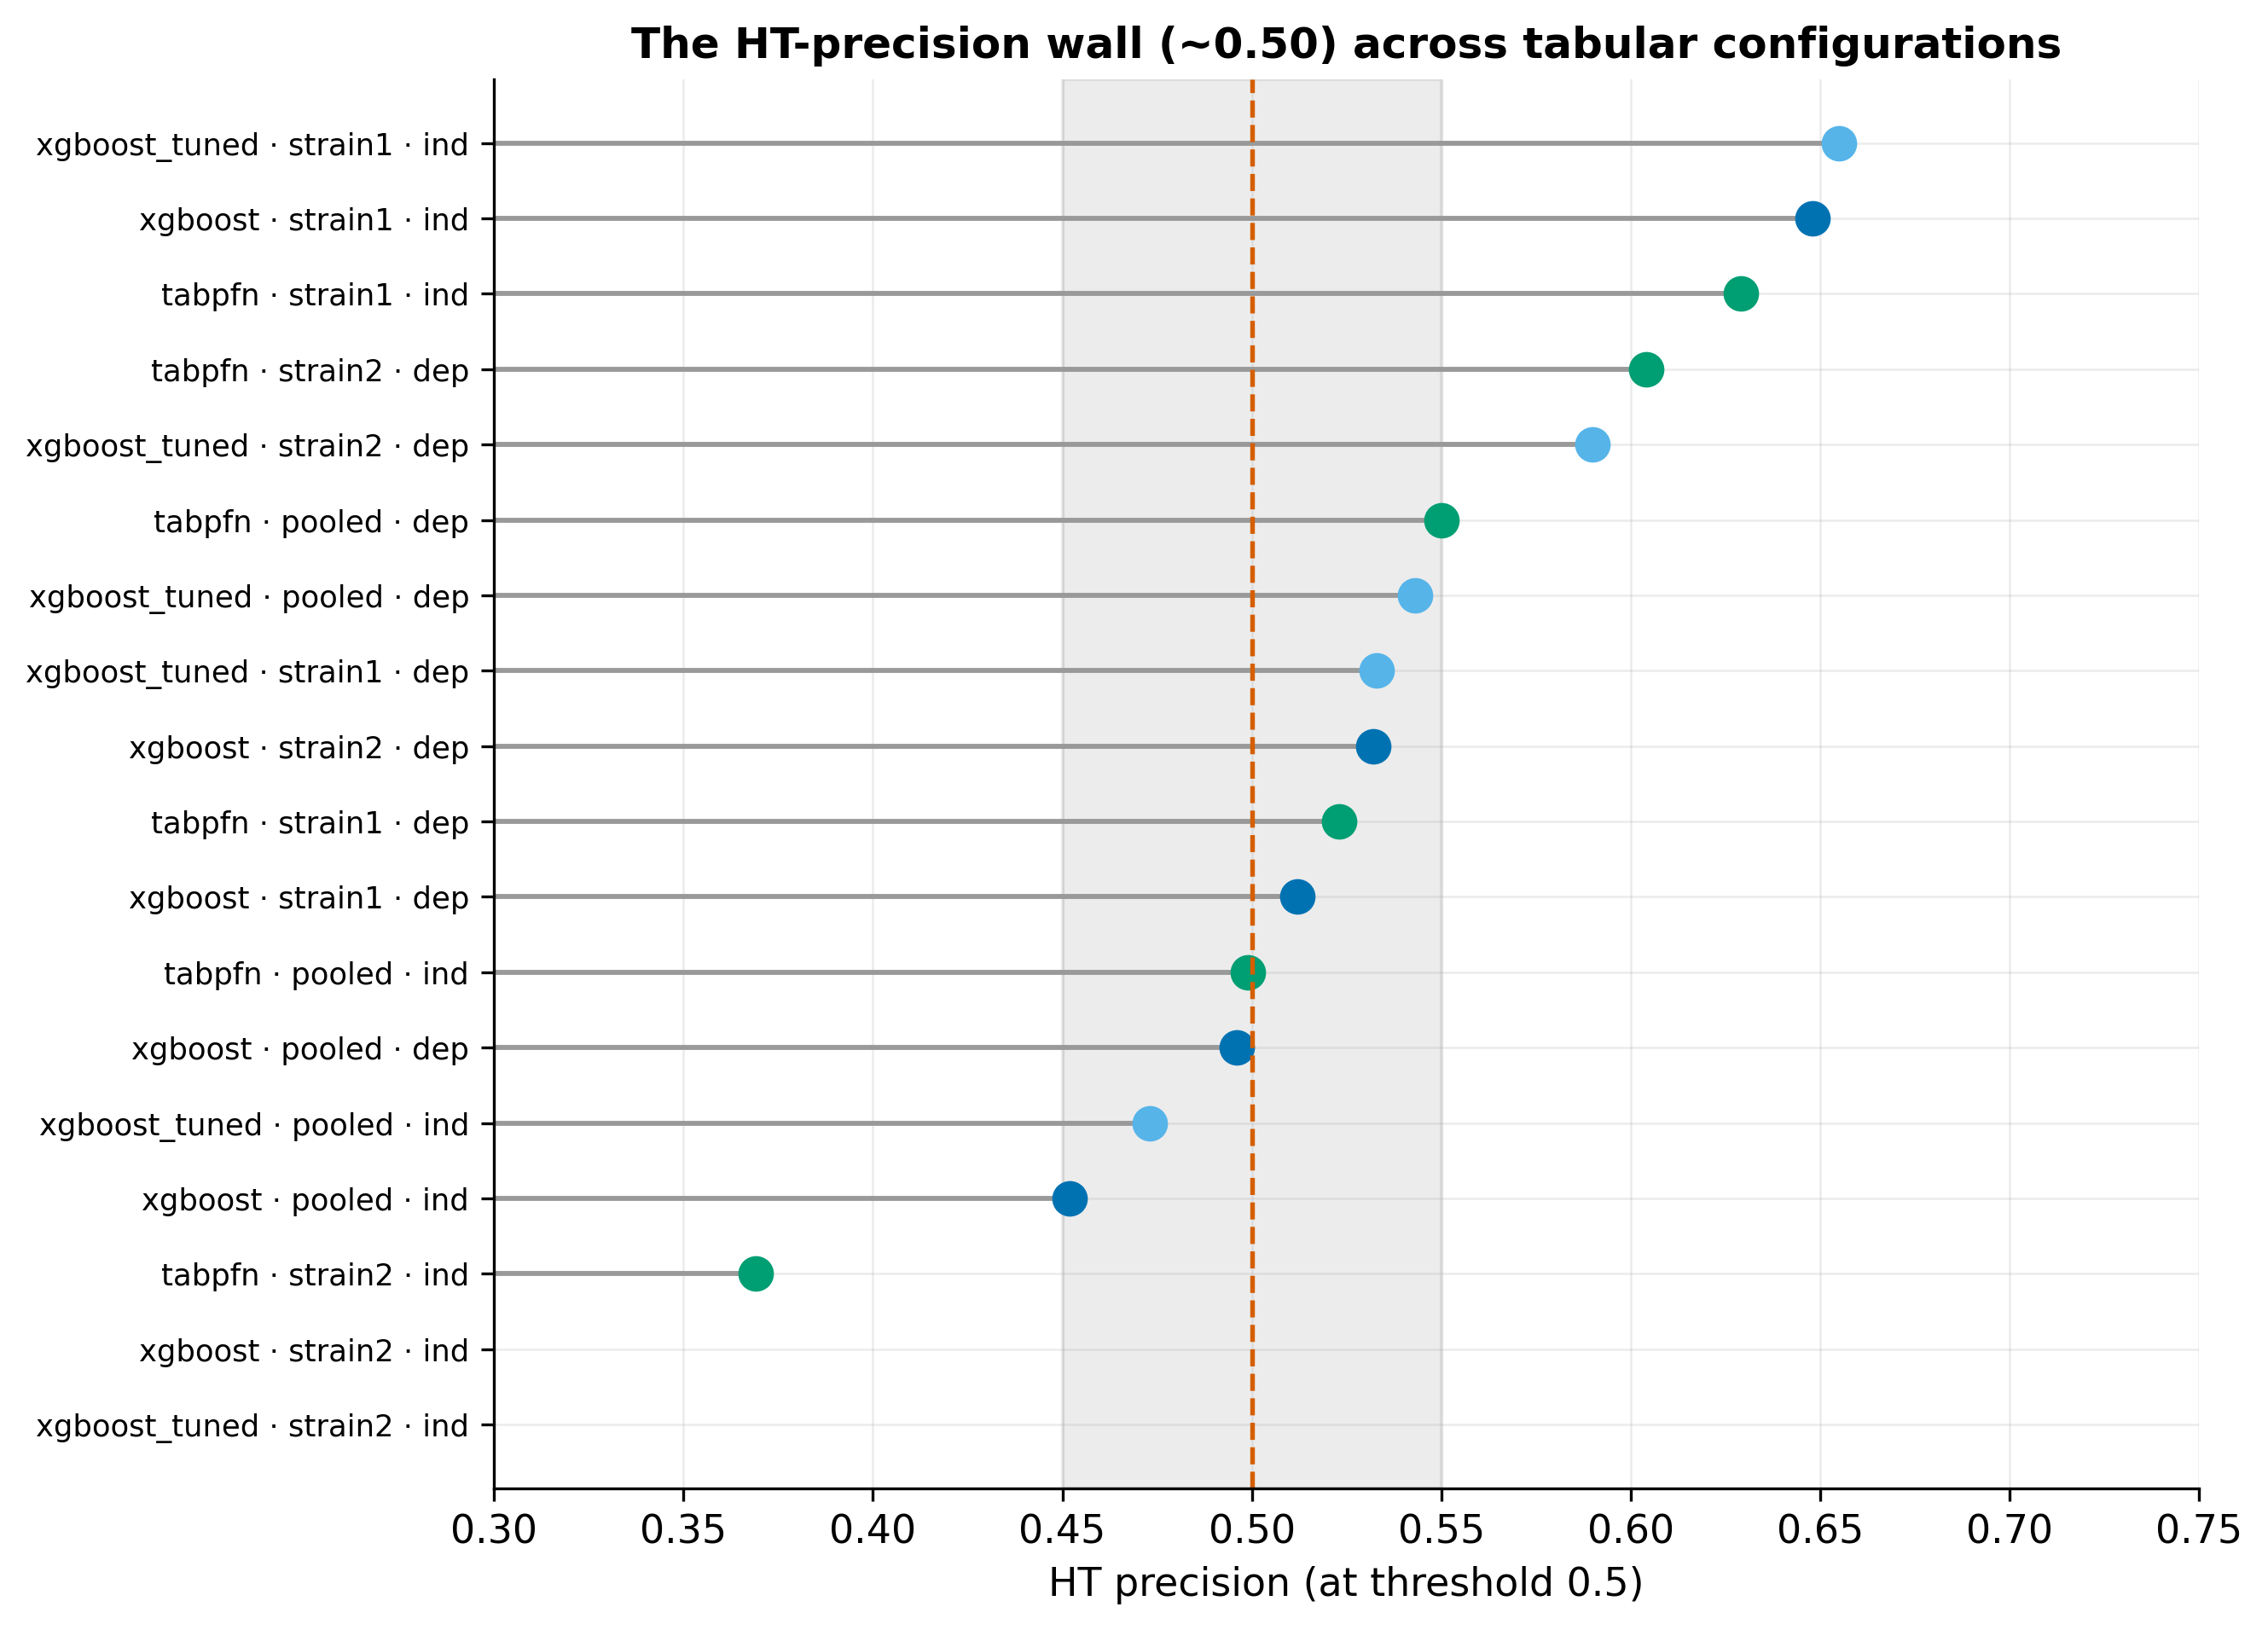 The HT-precision wall (~0.50) across tabular configurations
xgboost_tuned · strain1 · ind
xgboost · strain1 · ind
tabpfn · strain1 · ind
tabpfn · strain2 · dep
xgboost_tuned · strain2 · dep
tabpfn · pooled · dep
xgboost_tuned · pooled · dep
xgboost_tuned · strain1 · dep
xgboost · strain2 · dep
tabpfn · strain1 · dep
xgboost · strain1 · dep
tabpfn · pooled · ind
xgboost · pooled · dep
xgboost_tuned · pooled · ind
xgboost · pooled · ind
tabpfn · strain2 · ind
xgboost · strain2 · ind
xgboost_tuned · strain2 · ind
0.30 0.35 0.40 0.45 0.50 0.55 0.60 0.65 0.70 0.75
HT precision (at threshold 0.5)